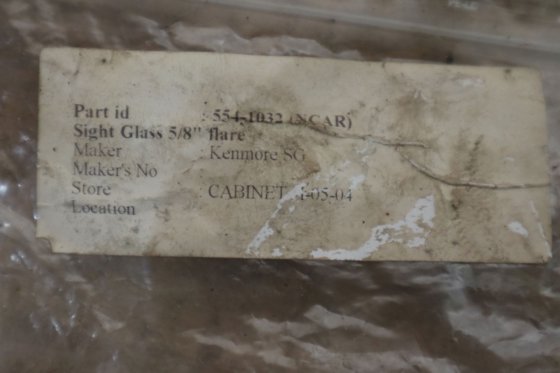 Part id : 554-1032 (NCAR)
Sight Glass 5/8" flare
Maker : Kenmore SG
Maker's No
Store : CABINET 1-05-04
Location